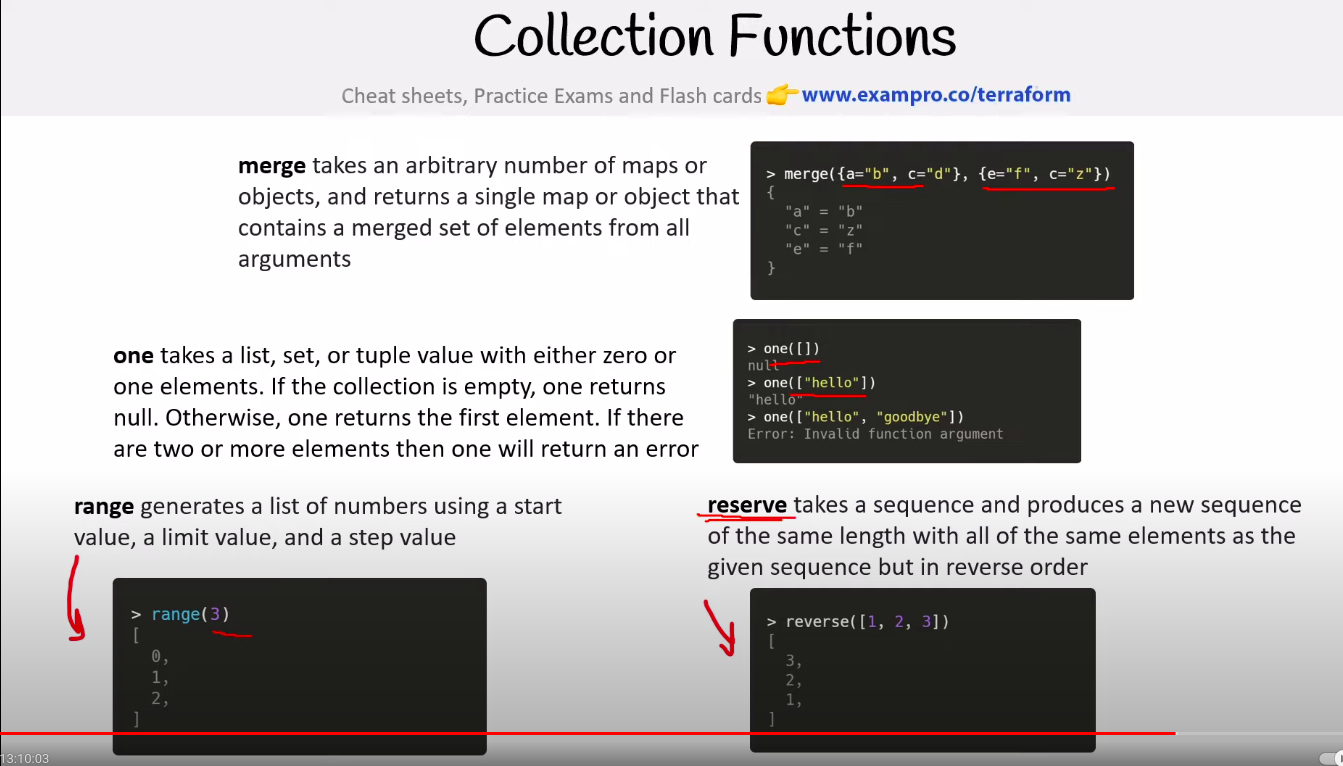 Collection Functions
Cheat sheets, Practice Exams and Flash cards 👉 www.exampro.co/terraform
merge takes an arbitrary number of maps or
objects, and returns a single map or object that
contains a merged set of elements from all
arguments
> merge({a="b", c="d"}, {e="f", c="z"})
{
"a" = "b"
"c" = "z"
"e" = "f"
}
one takes a list, set, or tuple value with either zero or
one elements. If the collection is empty, one returns
null. Otherwise, one returns the first element. If there
are two or more elements then one will return an error
> one([])
null
> one(["hello"])
"hello"
> one(["hello", "goodbye"])
Error: Invalid function argument
range generates a list of numbers using a start
value, a limit value, and a step value
> range(3)
[
0,
1,
2,
]
reserve takes a sequence and produces a new sequence
of the same length with all of the same elements as the
given sequence but in reverse order
> reverse([1, 2, 3])
[
3,
2,
1,
]
13:10:03